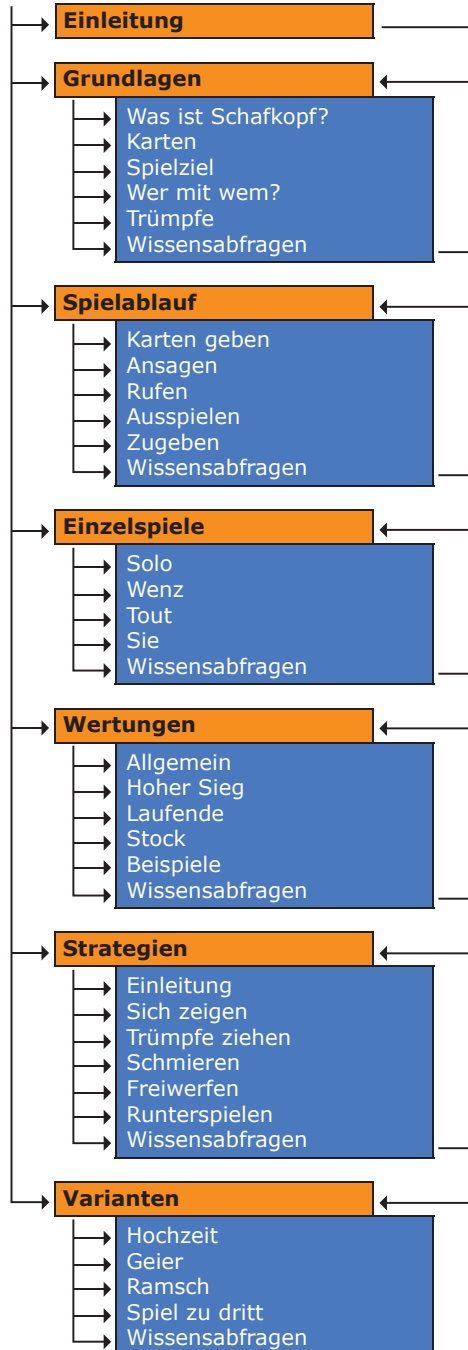 Einleitung
Grundlagen
Was ist Schafkopf?
Karten
Spielziel
Wer mit wem?
Trümpfe
Wissensabfragen
Spielablauf
Karten geben
Ansagen
Rufen
Ausspielen
Zugeben
Wissensabfragen
Einzelspiele
Solo
Wenz
Tout
Sie
Wissensabfragen
Wertungen
Allgemein
Hoher Sieg
Laufende
Stock
Beispiele
Wissensabfragen
Strategien
Einleitung
Sich zeigen
Trümpfe ziehen
Schmieren
Freiwerfen
Runterspielen
Wissensabfragen
Varianten
Hochzeit
Geier
Ramsch
Spiel zu dritt
Wissensabfragen